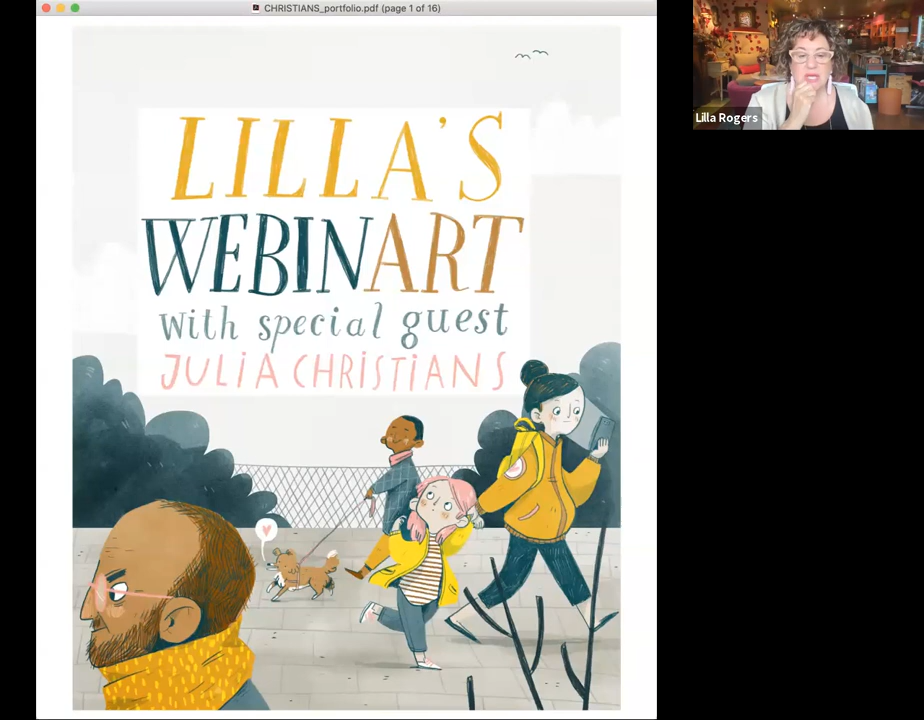 CHRISTIANS_portfolio.pdf (page 1 of 16)
LILLA'S
WEBINART
with special guest
JULIA CHRISTIANS
Lilla Rogers